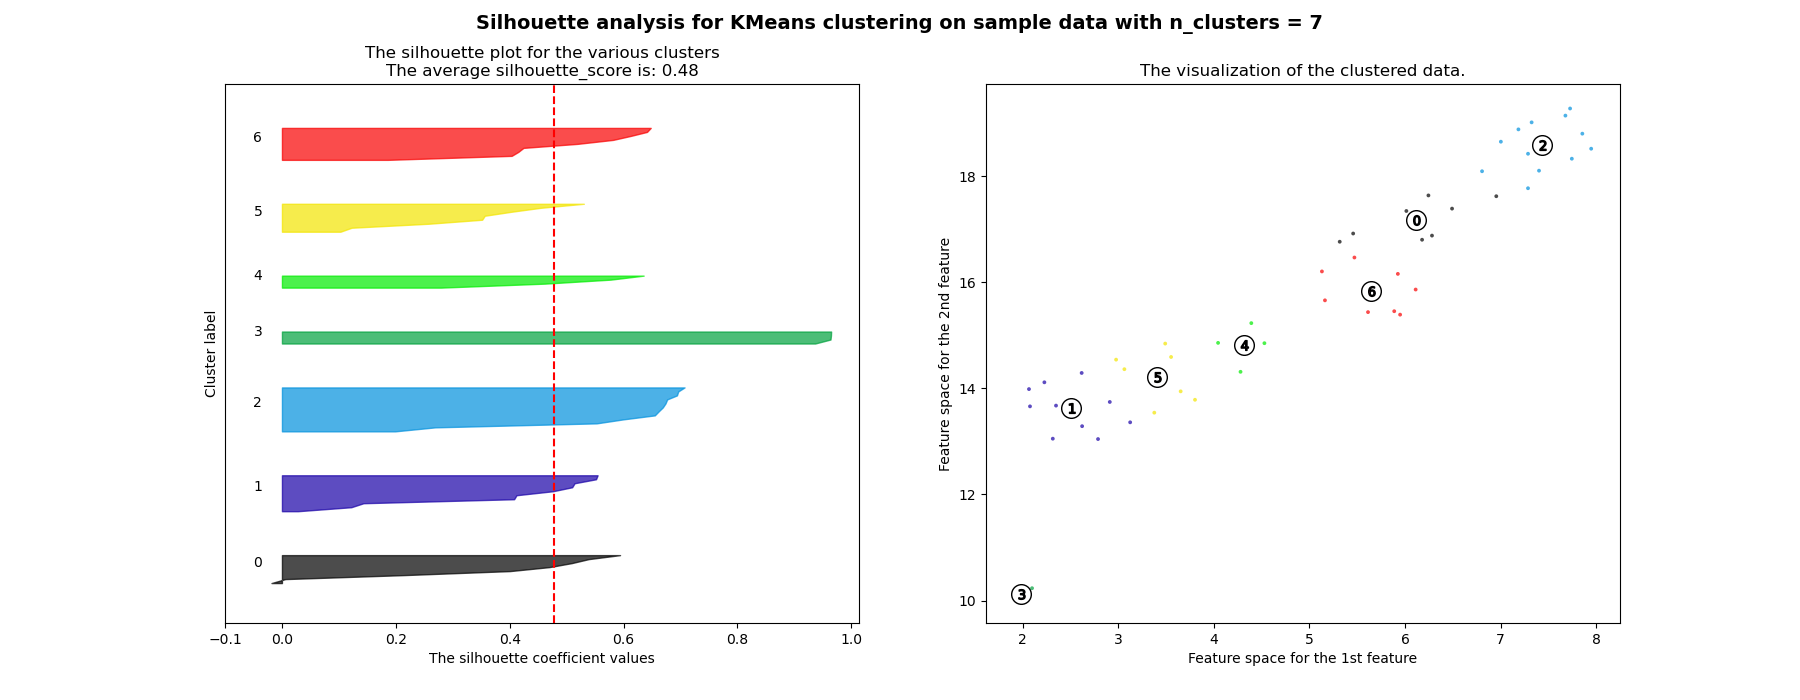 Silhouette analysis for KMeans clustering on sample data with n_clusters = 7
The silhouette plot for the various clusters
The average silhouette_score is: 0.48
6
5
4
3
2
1
0
Cluster label
−0.1 0.0 0.2 0.4 0.6 0.8 1.0
The silhouette coefficient values
The visualization of the clustered data.
18
16
14
12
10
Feature space for the 2nd feature
2
0
6
4
5
1
3
2 3 4 5 6 7 8
Feature space for the 1st feature